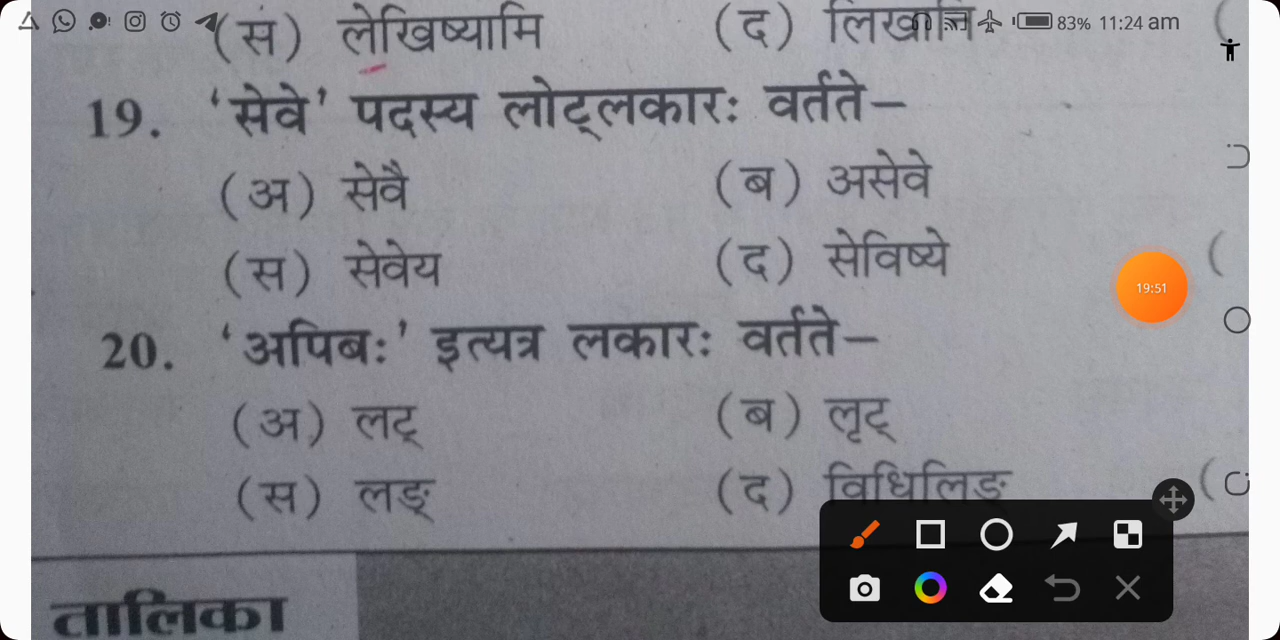 83% 11:24 am
(स) लेखिष्यामि (द)
19. 'सेवे' पदस्य लोट्लकारः वर्तते–
(अ) सेवै (ब) असेवे
(स) सेवेय (द) सेविष्ये
19:51
20. 'अपिबः' इत्यत्र लकारः वर्तते–
(अ) लट् (ब) लृट्
(स) लङ् (द) विधिलिङ्
तालिका